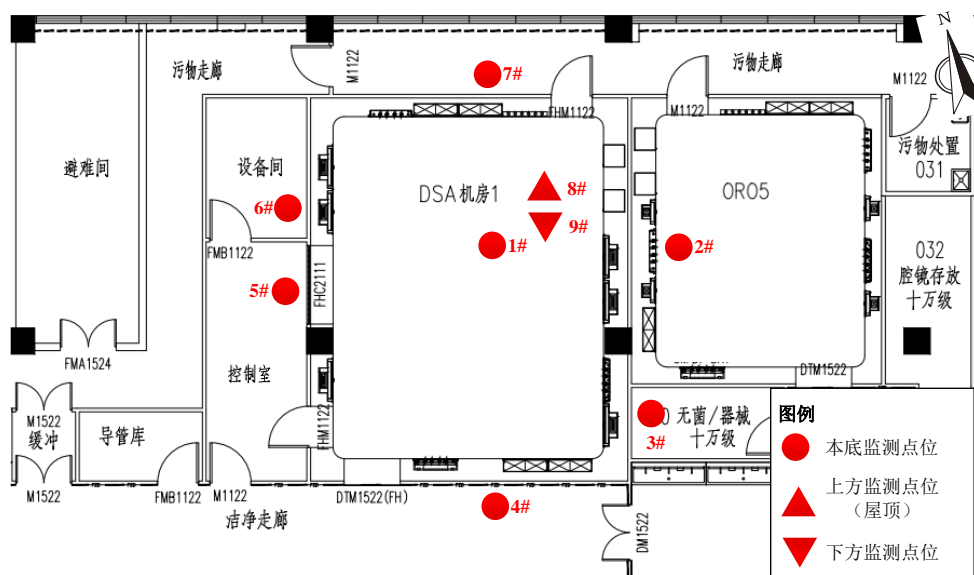 N
污物走廊
M1122
7#
污物走廊
M1122
FHM1122
M1122
避难间
设备间
DSA机房1
8#
OR05
污物处置
031
6#
9#
1#
2#
FMB1122
032
腔镜存放
十万级
5#
FHC2111
FMA1524
控制室
DTM1522
M1522
缓冲
导管库
FHM1122
无菌/器械
十万级
3#
图例
本底监测点位
上方监测点位
（屋顶）
下方监测点位
M1522
FMB1122
M1122
DTM1522(FH)
4#
洁净走廊
DM1522